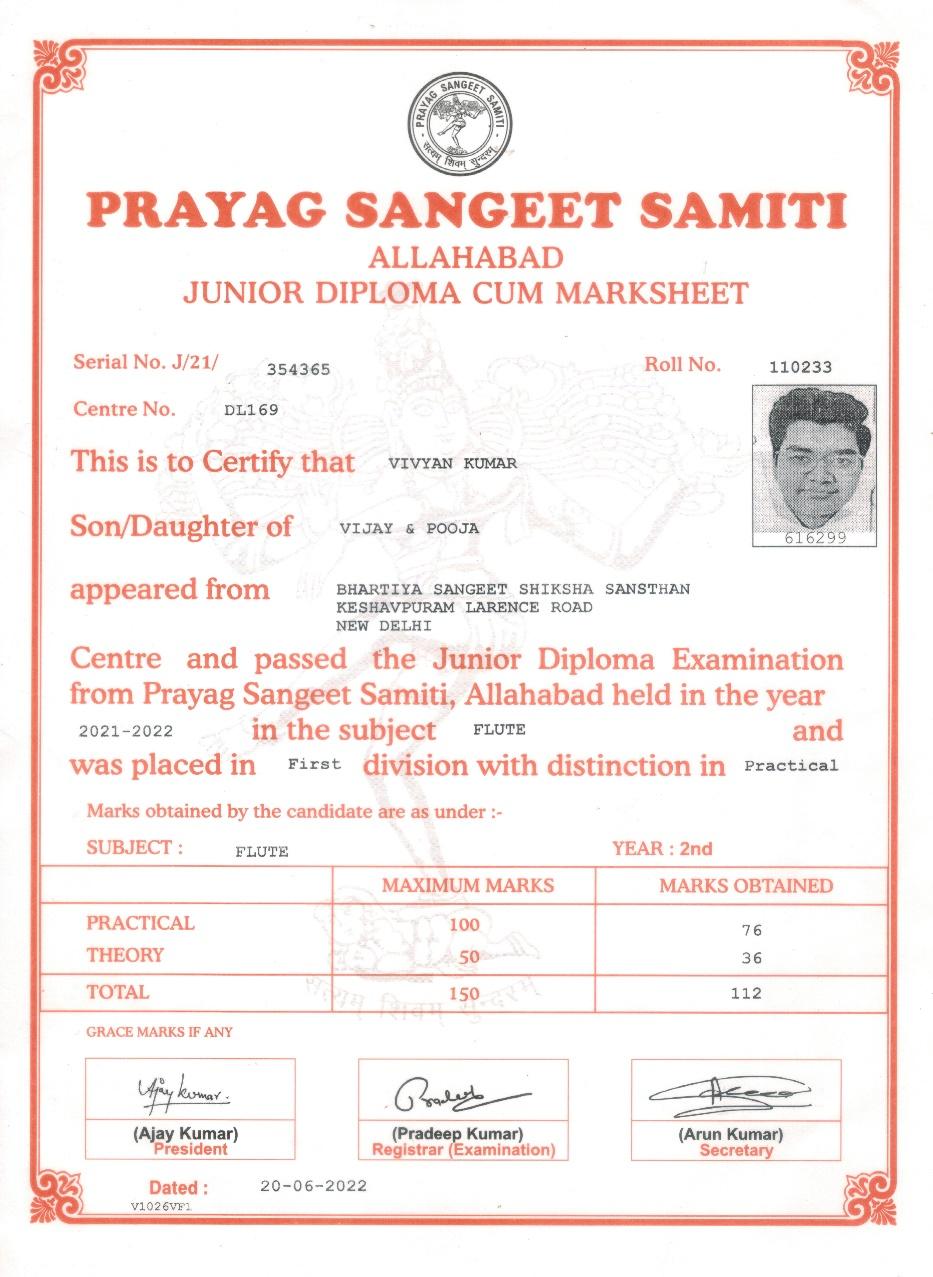 PRAYAG SANGEET SAMITI
सत्यम् शिवम् सुन्दरम्
PRAYAG SANGEET SAMITI
ALLAHABAD
JUNIOR DIPLOMA CUM MARKSHEET
Serial No. J/21/ 354365 Roll No. 110233
Centre No. DL169
This is to Certify that VIVYAN KUMAR
Son/Daughter of VIJAY & POOJA
616299
appeared from BHARTIYA SANGEET SHIKSHA SANSTHAN
KESHAVPURAM LARENCE ROAD
NEW DELHI
Centre and passed the Junior Diploma Examination
from Prayag Sangeet Samiti, Allahabad held in the year
2021-2022 in the subject FLUTE and
was placed in First division with distinction in Practical
Marks obtained by the candidate are as under :-
SUBJECT : FLUTE YEAR : 2nd
MAXIMUM MARKS MARKS OBTAINED
PRACTICAL 100 76
THEORY 50 36
TOTAL 150 112
सत्यम् शिवम् सुन्दरम्
GRACE MARKS IF ANY
Ajay kumar.
(Ajay Kumar) (Pradeep Kumar) (Arun Kumar)
President Registrar (Examination) Secretary
Dated : 20-06-2022
V1026VF1